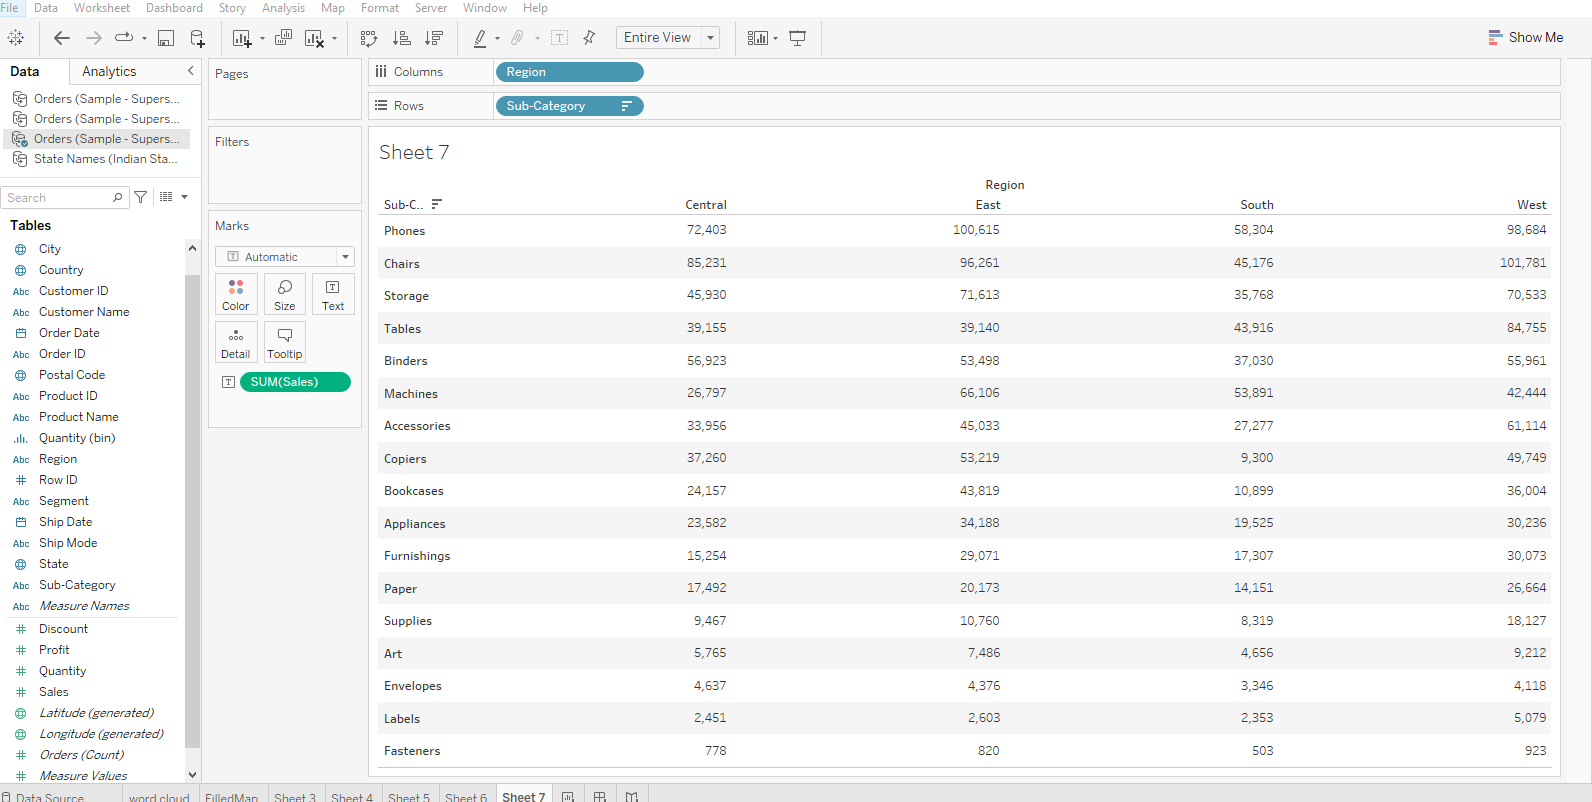 File Data Worksheet Dashboard Story Analysis Map Format Server Window Help
Entire View
Show Me
Data Analytics
Orders (Sample - Supers...
Orders (Sample - Supers...
Orders (Sample - Supers...
State Names (Indian Sta...
Search
Tables
City
Country
Abc Customer ID
Abc Customer Name
Order Date
Abc Order ID
Postal Code
Abc Product ID
Abc Product Name
Quantity (bin)
Abc Region
# Row ID
Abc Segment
Ship Date
Abc Ship Mode
State
Abc Sub-Category
Abc Measure Names
# Discount
# Profit
# Quantity
# Sales
Latitude (generated)
Longitude (generated)
# Orders (Count)
# Measure Values
Pages
Filters
Marks
T Automatic
Color Size T Text
Detail Tooltip
T SUM(Sales)
Columns Region
Rows Sub-Category
Sheet 7
Region
Sub-C.. Central East South West
Phones 72,403 100,615 58,304 98,684
Chairs 85,231 96,261 45,176 101,781
Storage 45,930 71,613 35,768 70,533
Tables 39,155 39,140 43,916 84,755
Binders 56,923 53,498 37,030 55,961
Machines 26,797 66,106 53,891 42,444
Accessories 33,956 45,033 27,277 61,114
Copiers 37,260 53,219 9,300 49,749
Bookcases 24,157 43,819 10,899 36,004
Appliances 23,582 34,188 19,525 30,236
Furnishings 15,254 29,071 17,307 30,073
Paper 17,492 20,173 14,151 26,664
Supplies 9,467 10,760 8,319 18,127
Art 5,765 7,486 4,656 9,212
Envelopes 4,637 4,376 3,346 4,118
Labels 2,451 2,603 2,353 5,079
Fasteners 778 820 503 923
Data Source word cloud FilledMap Sheet 3 Sheet 4 Sheet 5 Sheet 6 Sheet 7